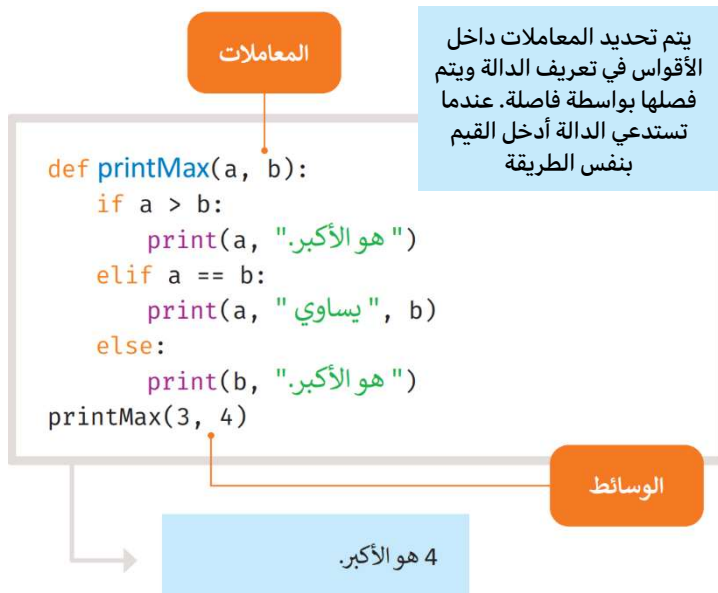 المعاملات
يتم تحديد المعاملات داخل
الأقواس في تعريف الدالة ويتم
فصلها بواسطة فاصلة. عندما
تستدعي الدالة أدخل القيم
بنفس الطريقة
def printMax(a, b):
if a > b:
print(a, "هو الأكبر.")
elif a == b:
print(a, "يساوي", b)
else:
print(b, "هو الأكبر.")
printMax(3, 4)
الوسائط
4 هو الأكبر.